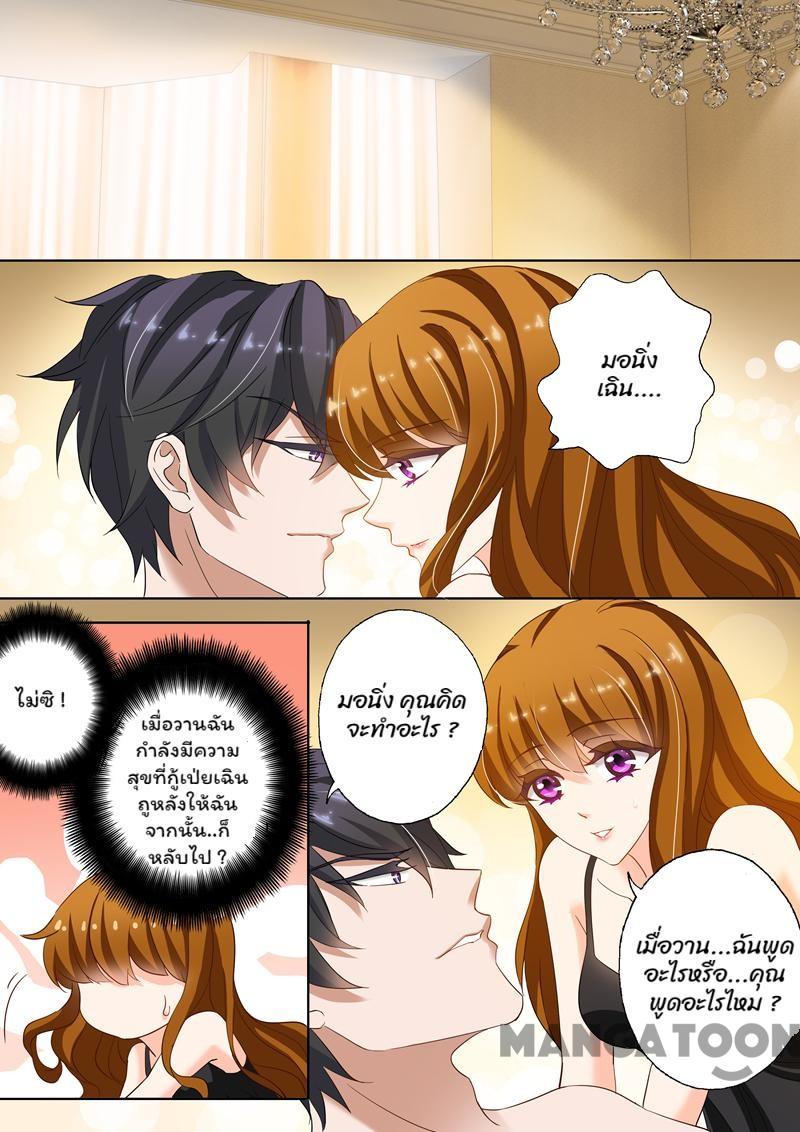 มอนิ่ง
เฉิน....
ไม่ซิ !
เมื่อวานฉัน
กำลังมีความ
สุขที่กู้เป่ยเฉิน
ถูหลังให้ฉัน
จากนั้น..ก็
หลับไป ?
มอนิ่ง คุณคิด
จะทำอะไร ?
เมื่อวาน...ฉันพูด
อะไรหรือ...คุณ
พูดอะไรไหม ?
MANGATOON